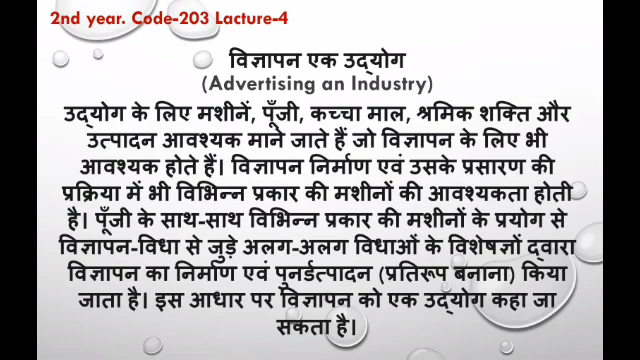 2nd year. Code-203 Lacture-4
विज्ञापन एक उद्योग
(Advertising an Industry)
उद्योग के लिए मशीनें, पूँजी, कच्चा माल, श्रमिक शक्ति और
उत्पादन आवश्यक माने जाते हैं जो विज्ञापन के लिए भी
आवश्यक होते हैं। विज्ञापन निर्माण एवं उसके प्रसारण की
प्रक्रिया में भी विभिन्न प्रकार की मशीनों की आवश्यकता होती
है। पूँजी के साथ-साथ विभिन्न प्रकार की मशीनों के प्रयोग से
विज्ञापन-विधा से जुड़े अलग-अलग विधाओं के विशेषज्ञों द्वारा
विज्ञापन का निर्माण एवं पुनर्डत्पादन (प्रतिरूप बनाना) किया
जाता है। इस आधार पर विज्ञापन को एक उद्योग कहा जा
सकता है।